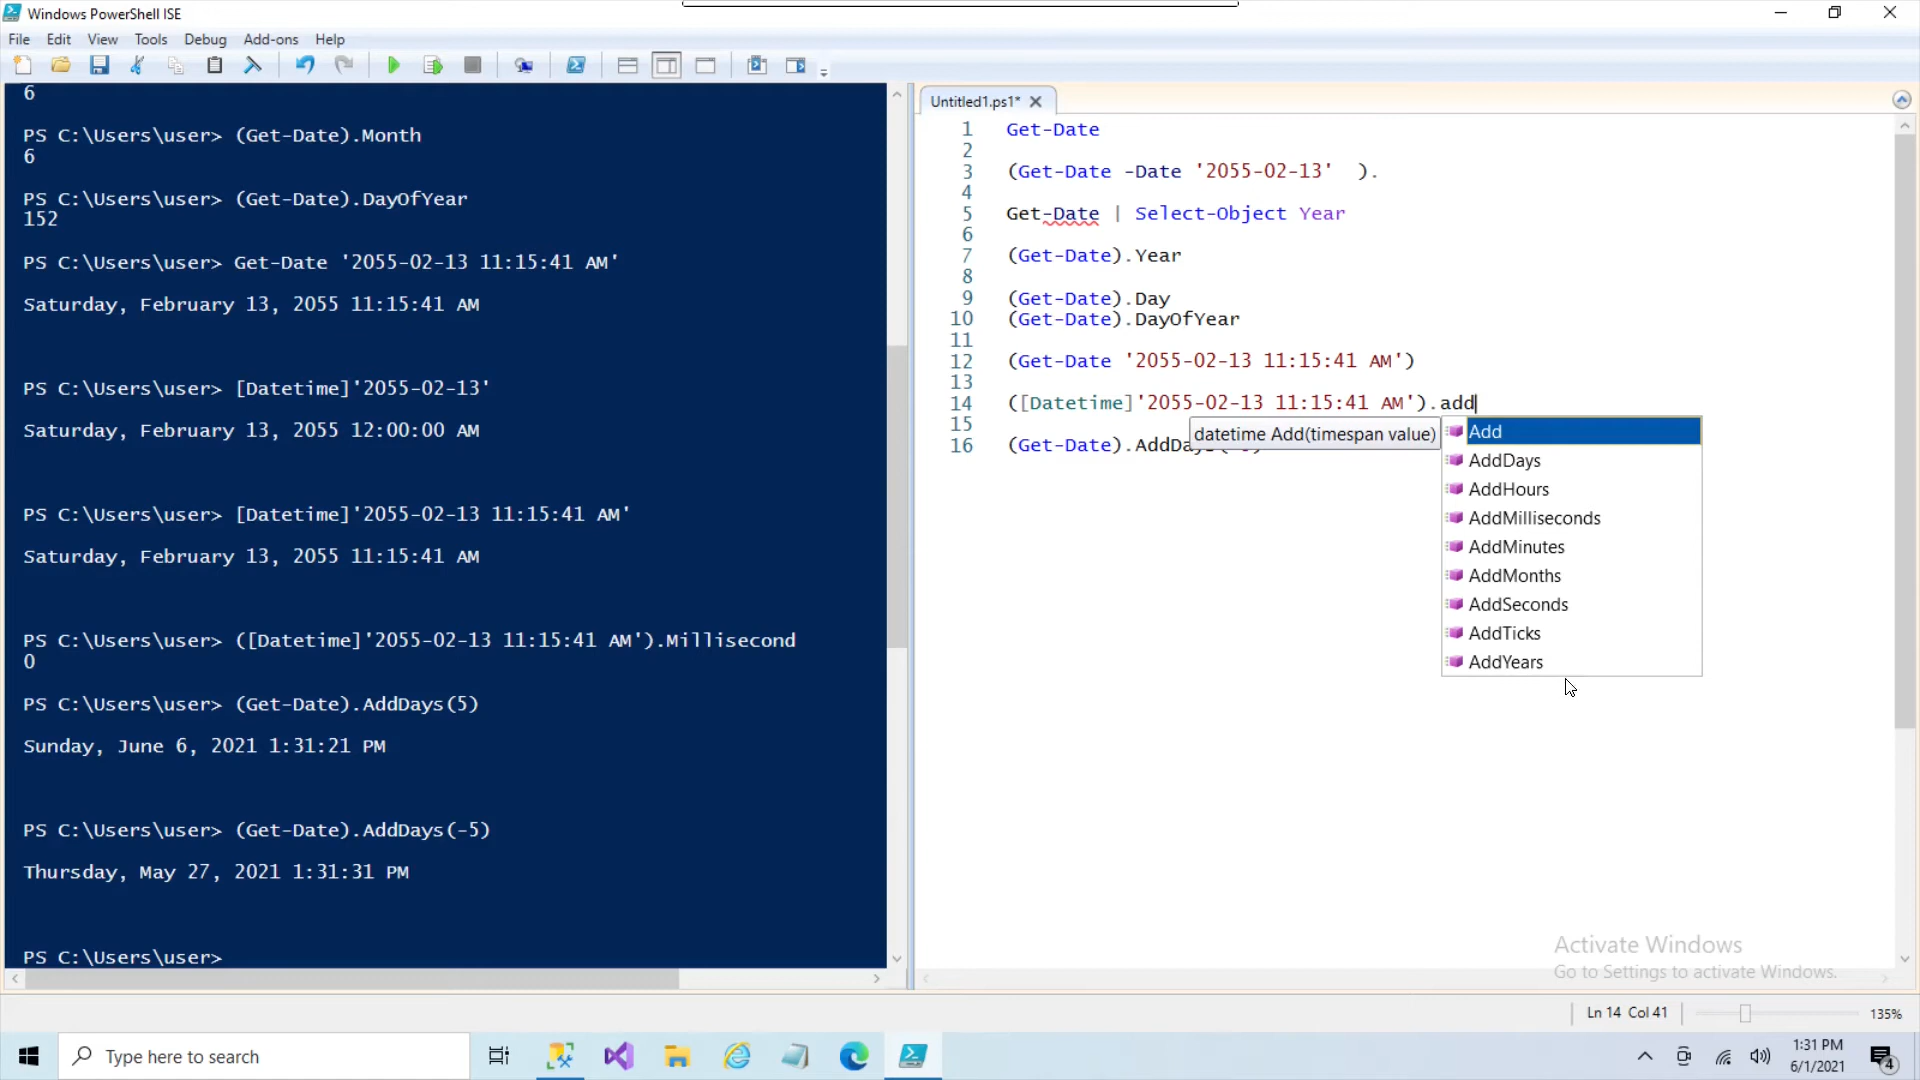 Windows PowerShell ISE
File Edit View Tools Debug Add-ons Help
6
PS C:\Users\user> (Get-Date).Month
6
PS C:\Users\user> (Get-Date).DayOfYear
152
PS C:\Users\user> Get-Date '2055-02-13 11:15:41 AM'
Saturday, February 13, 2055 11:15:41 AM
PS C:\Users\user> [Datetime]'2055-02-13'
Saturday, February 13, 2055 12:00:00 AM
PS C:\Users\user> [Datetime]'2055-02-13 11:15:41 AM'
Saturday, February 13, 2055 11:15:41 AM
PS C:\Users\user> ([Datetime]'2055-02-13 11:15:41 AM').Millisecond
0
PS C:\Users\user> (Get-Date).AddDays(5)
Sunday, June 6, 2021 1:31:21 PM
PS C:\Users\user> (Get-Date).AddDays(-5)
Thursday, May 27, 2021 1:31:31 PM
PS C:\Users\user>
Untitled1.ps1*
1 Get-Date
2
3 (Get-Date -Date '2055-02-13' ).
4
5 Get-Date | Select-Object Year
6
7 (Get-Date).Year
8
9 (Get-Date).Day
10 (Get-Date).DayOfYear
11
12 (Get-Date '2055-02-13 11:15:41 AM')
13
14 ([Datetime]'2055-02-13 11:15:41 AM').add
15
16 (Get-Date).AddDays(-5)
datetime Add(timespan value)
Add
AddDays
AddHours
AddMilliseconds
AddMinutes
AddMonths
AddSeconds
AddTicks
AddYears
Activate Windows
Go to Settings to activate Windows.
Ln 14 Col 41
135%
Type here to search
1:31 PM
6/1/2021
4